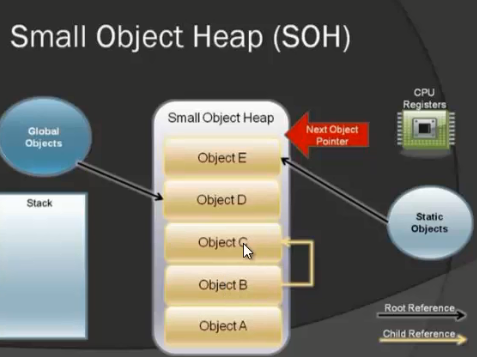 Small Object Heap (SOH)
CPU
Registers
Global
Objects
Small Object Heap
Next Object
Pointer
Object E
Stack
Object D
Static
Objects
Object C
Object B
Root Reference
Object A
Child Reference